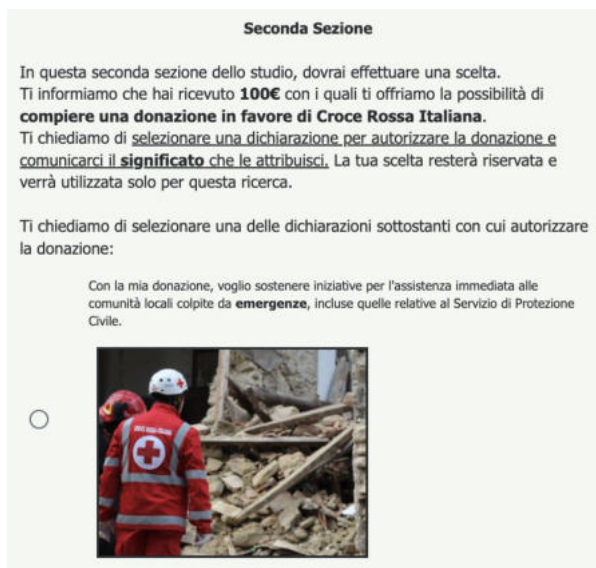 Seconda Sezione
In questa seconda sezione dello studio, dovrai effettuare una scelta.
Ti informiamo che hai ricevuto 100€ con i quali ti offriamo la possibilità di
compiere una donazione in favore di Croce Rossa Italiana.
Ti chiediamo di selezionare una dichiarazione per autorizzare la donazione e
comunicarci il significato che le attribuisci. La tua scelta resterà riservata e
verrà utilizzata solo per questa ricerca.
Ti chiediamo di selezionare una delle dichiarazioni sottostanti con cui autorizzare
la donazione:
Con la mia donazione, voglio sostenere iniziative per l'assistenza immediata alle
comunità locali colpite da emergenze, incluse quelle relative al Servizio di Protezione
Civile.